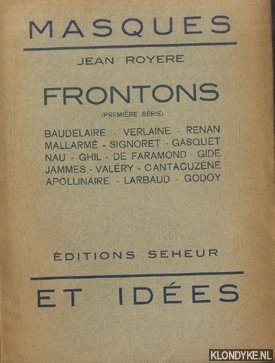 MASQUES
JEAN ROYERE
FRONTONS
(PREMIÈRE SÉRIE)
BAUDELAIRE - VERLAINE - RENAN
MALLARMÉ - SIGNORET - GASQUET
NAU - GHIL - DE FARAMOND - GIDE
JAMMES - VALÉRY - CANTACUZÈNE
APOLLINAIRE - LARBAUD - GODOY
ÉDITIONS SEHEUR
ET IDÉES
KLONDYKE.NL